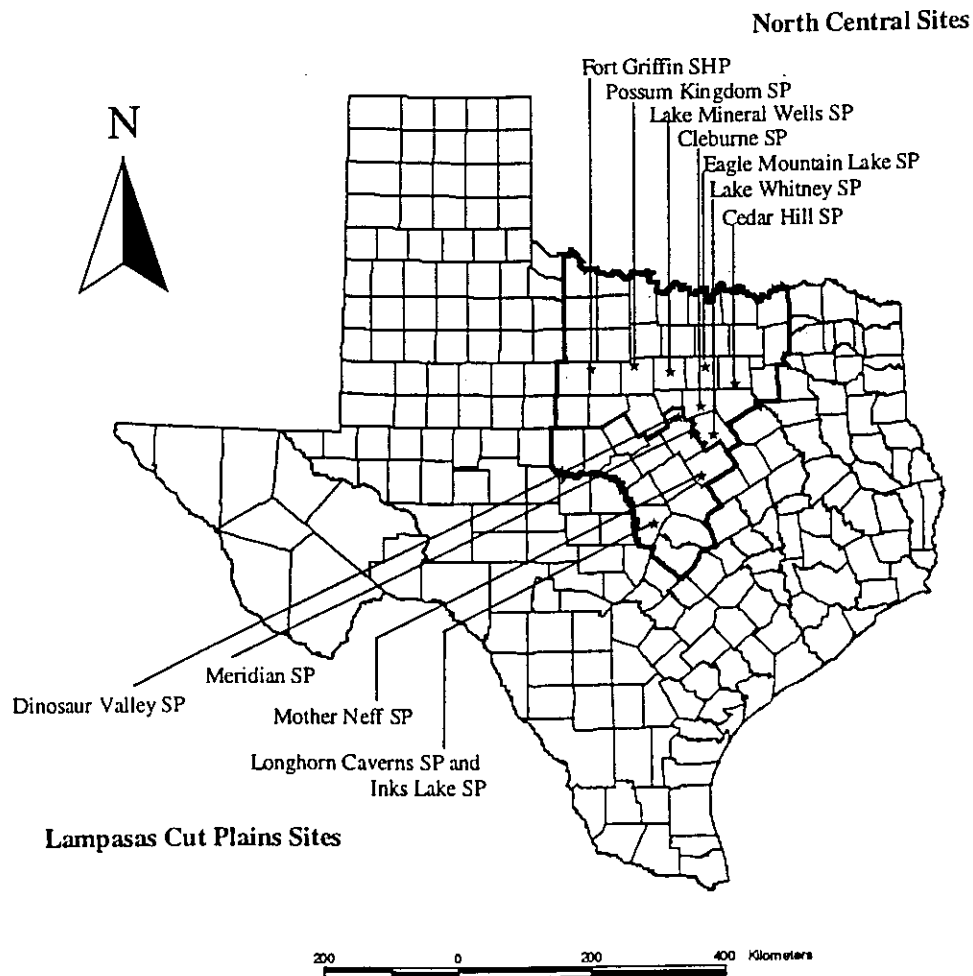 North Central Sites
Fort Griffin SHP
Possum Kingdom SP
Lake Mineral Wells SP
Cleburne SP
Eagle Mountain Lake SP
Lake Whitney SP
Cedar Hill SP
N
Dinosaur Valley SP
Meridian SP
Mother Neff SP
Longhorn Caverns SP and
Inks Lake SP
Lampasas Cut Plains Sites
200 0 200 400 Kilometers